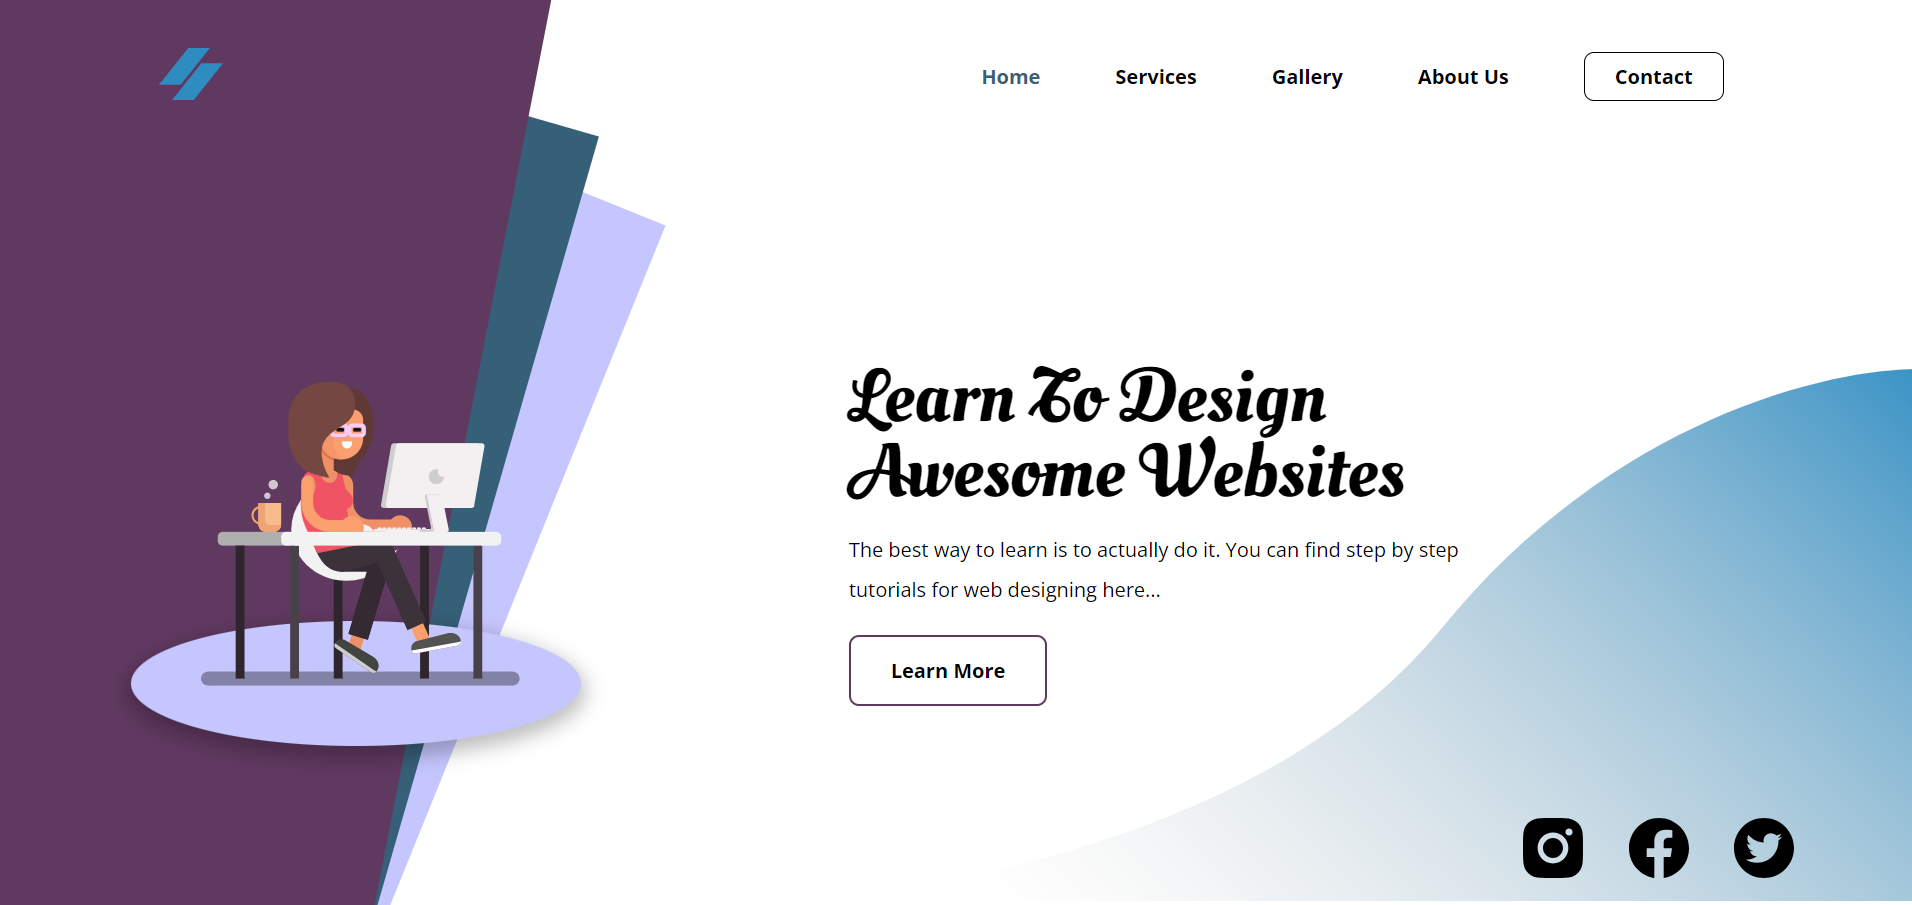 Home Services Gallery About Us Contact
Learn To Design
Awesome Websites
The best way to learn is to actually do it. You can find step by step
tutorials for web designing here...
Learn More